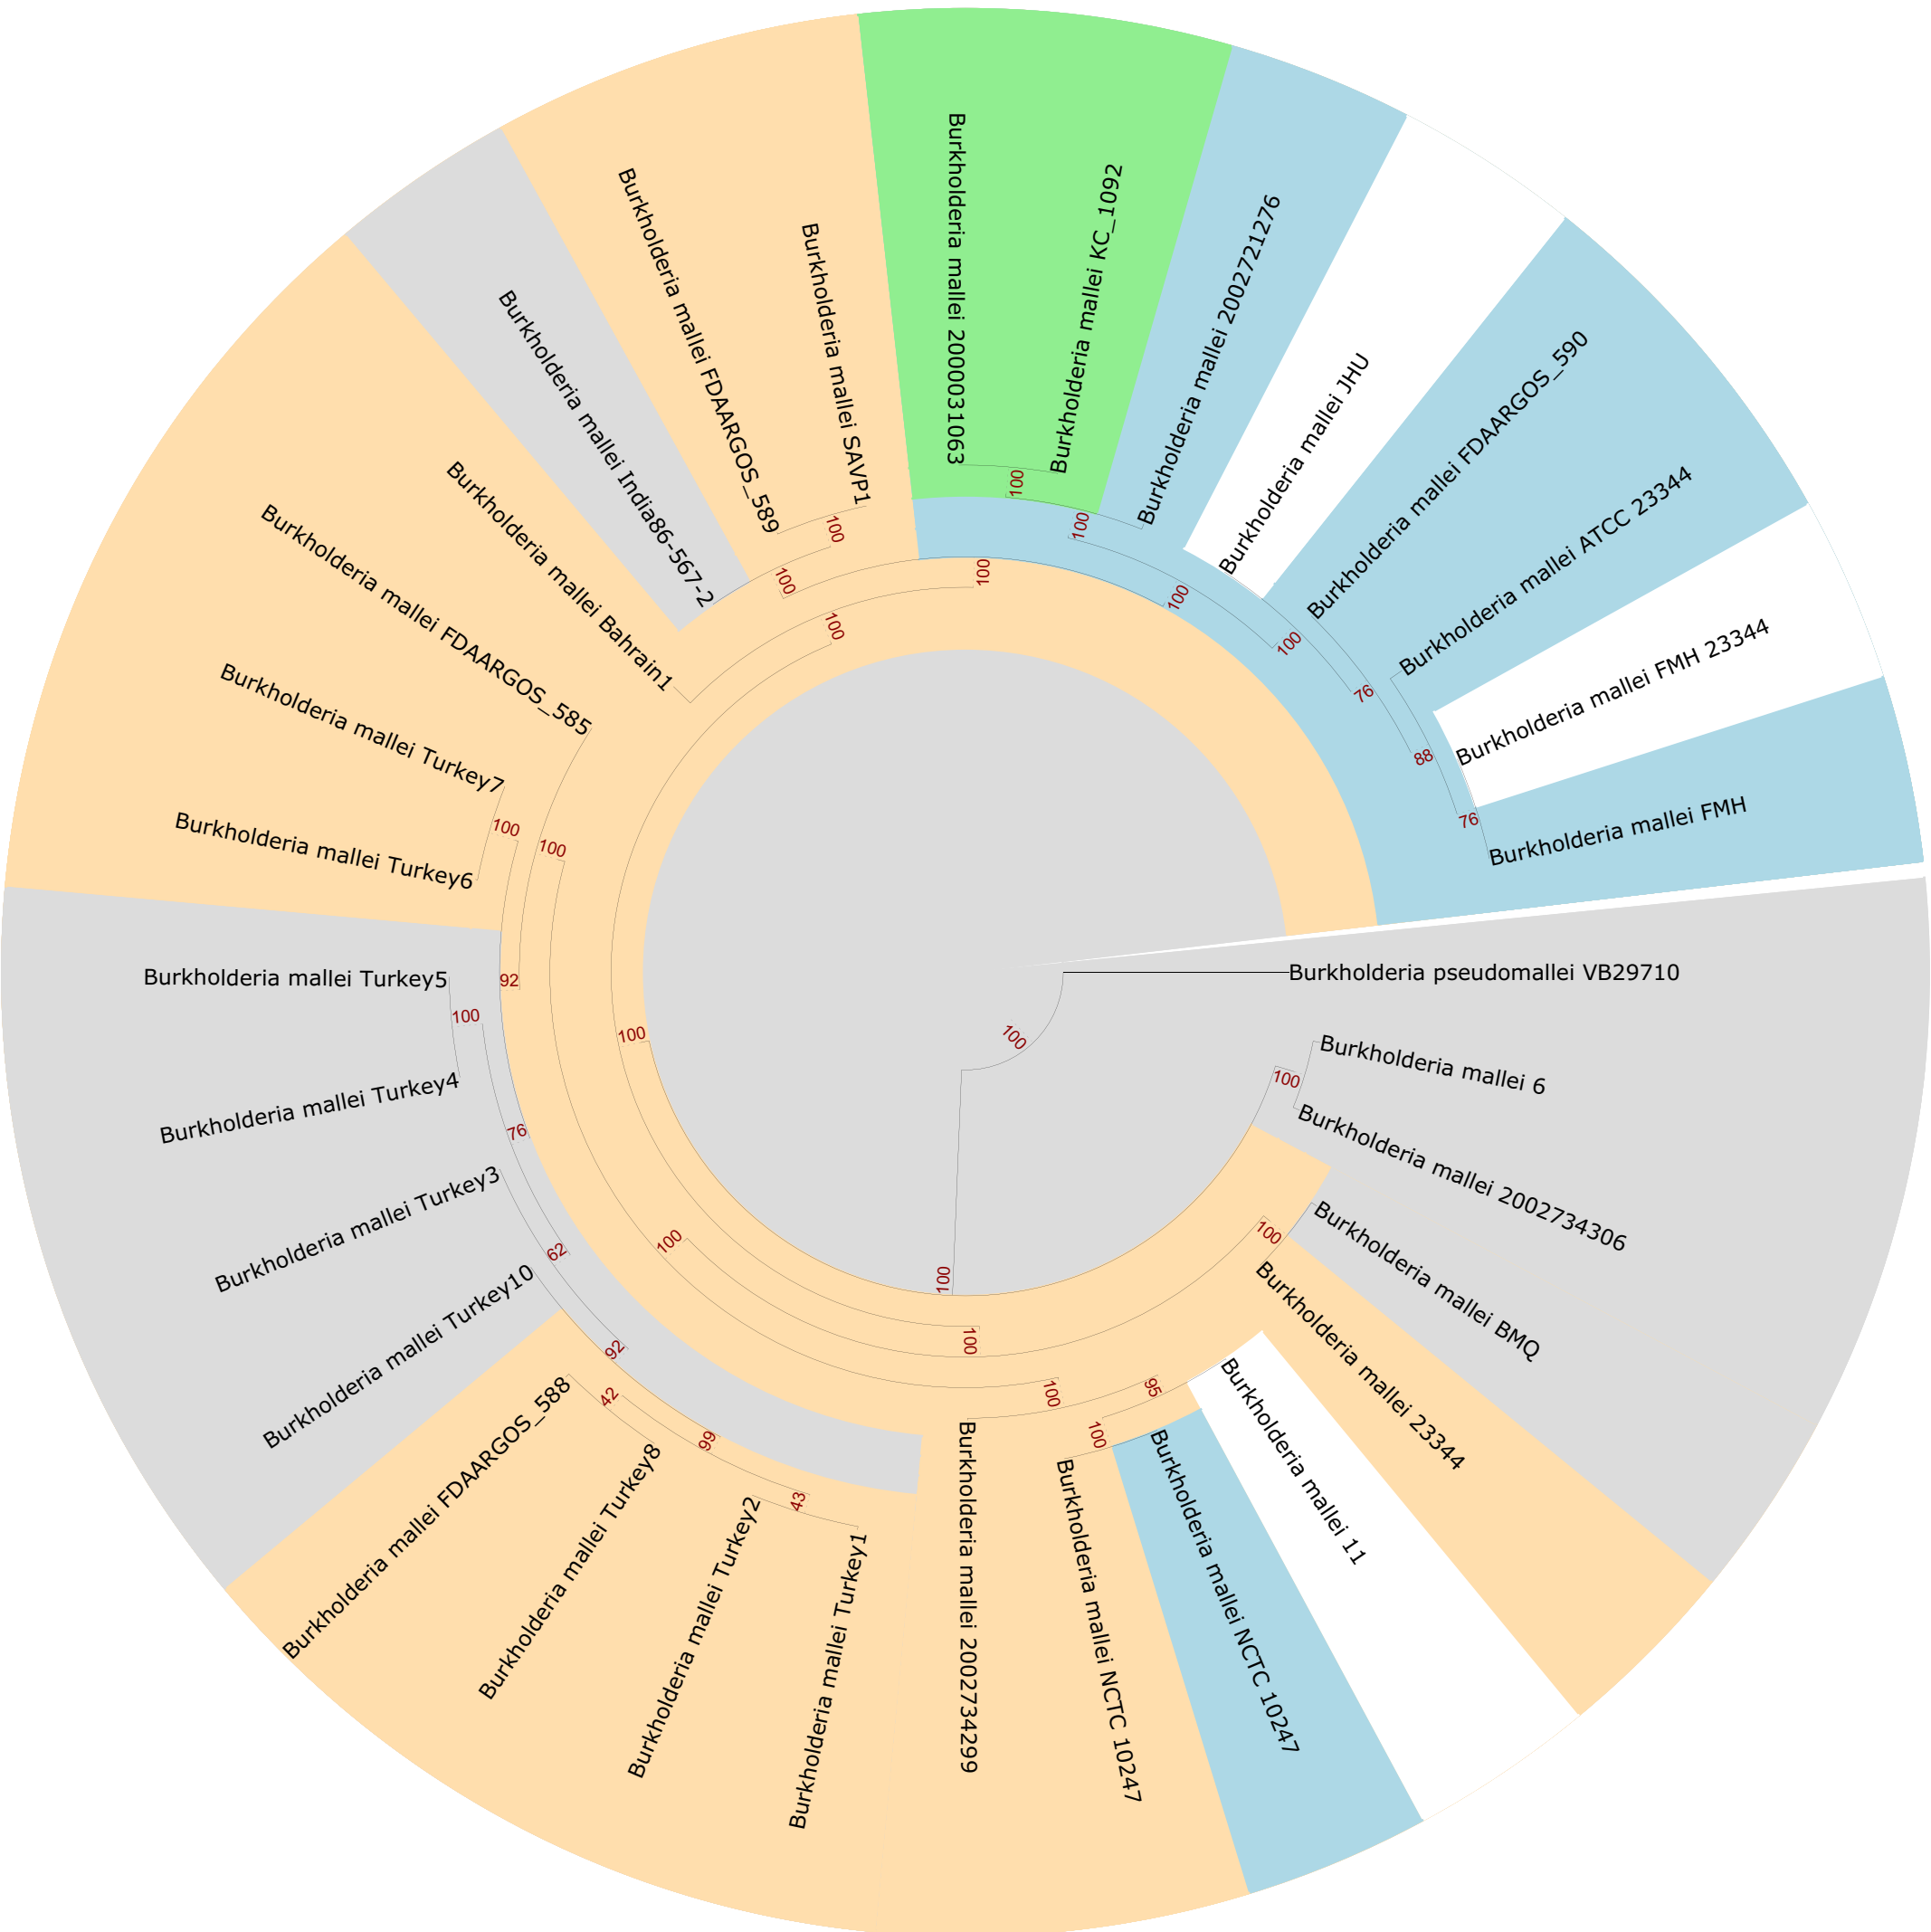 Burkholderia mallei 2000031063
Burkholderia mallei KC_1092
Burkholderia mallei 2002721276
Burkholderia mallei JHU
Burkholderia mallei FDAARGOS_590
Burkholderia mallei ATCC 23344
Burkholderia mallei FMH 23344
Burkholderia mallei FMH
Burkholderia pseudomallei VB29710
Burkholderia mallei 6
Burkholderia mallei 2002734306
Burkholderia mallei BMQ
Burkholderia mallei 23344
Burkholderia mallei 11
Burkholderia mallei NCTC 10247
Burkholderia mallei NCTC 10247
Burkholderia mallei 2002734299
Burkholderia mallei Turkey1
Burkholderia mallei Turkey2
Burkholderia mallei Turkey8
Burkholderia mallei FDAARGOS_588
Burkholderia mallei Turkey10
Burkholderia mallei Turkey3
Burkholderia mallei Turkey4
Burkholderia mallei Turkey5
Burkholderia mallei Turkey6
Burkholderia mallei Turkey7
Burkholderia mallei FDAARGOS_585
Burkholderia mallei Bahrain1
Burkholderia mallei India86-567-2
Burkholderia mallei FDAARGOS_589
Burkholderia mallei SAVP1
100
100
100
100
76
88
76
100
100
100
100
100
100
100
92
100
76
62
92
42
99
43
100
100
100
95
100
100
100
100
100